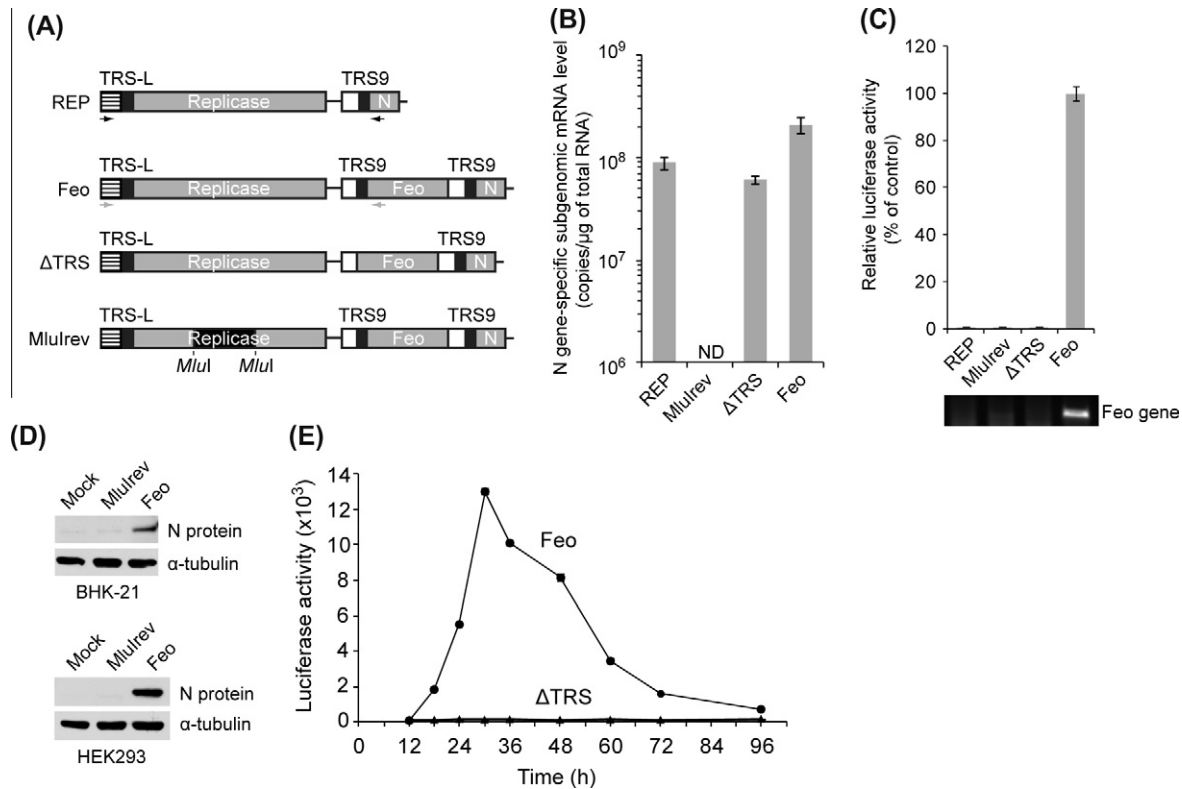 (A)
TRS-L TRS9
REP Replicase N
TRS-L TRS9 TRS9
Feo Replicase Feo N
TRS-L TRS9
ΔTRS Replicase Feo N
TRS-L TRS9 TRS9
MluIrev Replicase Feo N
MluI MluI
(B)
N gene-specific subgenomic mRNA level
(copies/µg of total RNA)
10⁹
10⁸
10⁷
10⁶
ND
REP MluIrev ΔTRS Feo
(C)
Relative luciferase activity
(% of control)
120
100
80
60
40
20
0
REP MluIrev ΔTRS Feo
Feo gene
(D)
Mock MluIrev Feo
N protein
α-tubulin
BHK-21
Mock MluIrev Feo
N protein
α-tubulin
HEK293
(E)
Luciferase activity (x10³)
14
12
10
8
6
4
2
0
Feo
ΔTRS
0 12 24 36 48 60 72 84 96
Time (h)